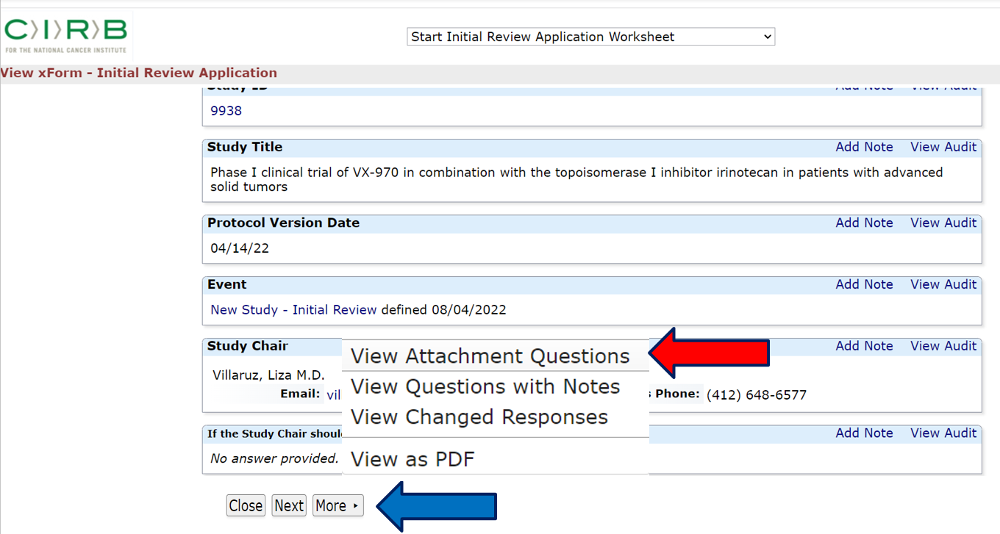 C I R B
FOR THE NATIONAL CANCER INSTITUTE
Start Initial Review Application Worksheet
View xForm - Initial Review Application
Study ID Add Note View Audit
9938
Study Title Add Note View Audit
Phase I clinical trial of VX-970 in combination with the topoisomerase I inhibitor irinotecan in patients with advanced
solid tumors
Protocol Version Date Add Note View Audit
04/14/22
Event Add Note View Audit
New Study - Initial Review defined 08/04/2022
Study Chair Add Note View Audit
View Attachment Questions
Villaruz, Liza M.D.
View Questions with Notes
Email: vil Phone: (412) 648-6577
View Changed Responses
If the Study Chair Add Note View Audit
No answer provided. View as PDF
Close Next More